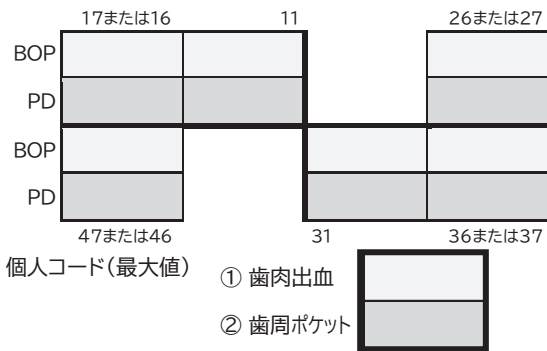 17または16 11 26または27
BOP
PD
BOP
PD
47または46 31 36または37
個人コード(最大値)
① 歯肉出血
② 歯周ポケット